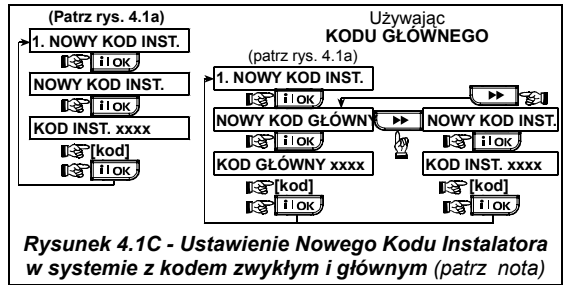 (Patrz rys. 4.1a)
1. NOWY KOD INST.
i I OK
NOWY KOD INST.
i I OK
KOD INST. xxxx
[kod]
i I OK
Używając
KODU GŁÓWNEGO
(patrz rys. 4.1a)
1. NOWY KOD INST.
i I OK
NOWY KOD GŁÓWN
NOWY KOD INST.
i I OK
i I OK
KOD GŁÓWNY xxxx
KOD INST. xxxx
[kod]
[kod]
i I OK
i I OK
Rysunek 4.1C - Ustawienie Nowego Kodu Instalatora
w systemie z kodem zwykłym i głównym (patrz nota)